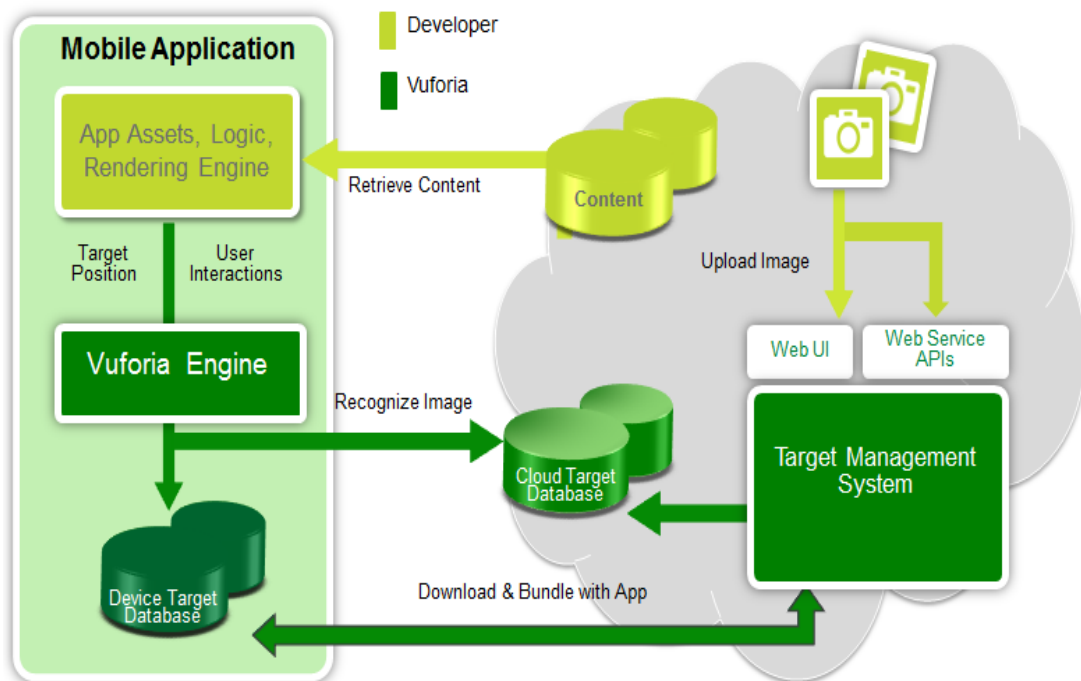 Mobile Application
Developer
Vuforia
App Assets, Logic,
Rendering Engine
Retrieve Content
Content
Target
Position
User
Interactions
Upload Image
Web UI
Web Service
APIs
Vuforia Engine
Recognize Image
Cloud Target
Database
Target Management
System
Device Target
Database
Download & Bundle with App